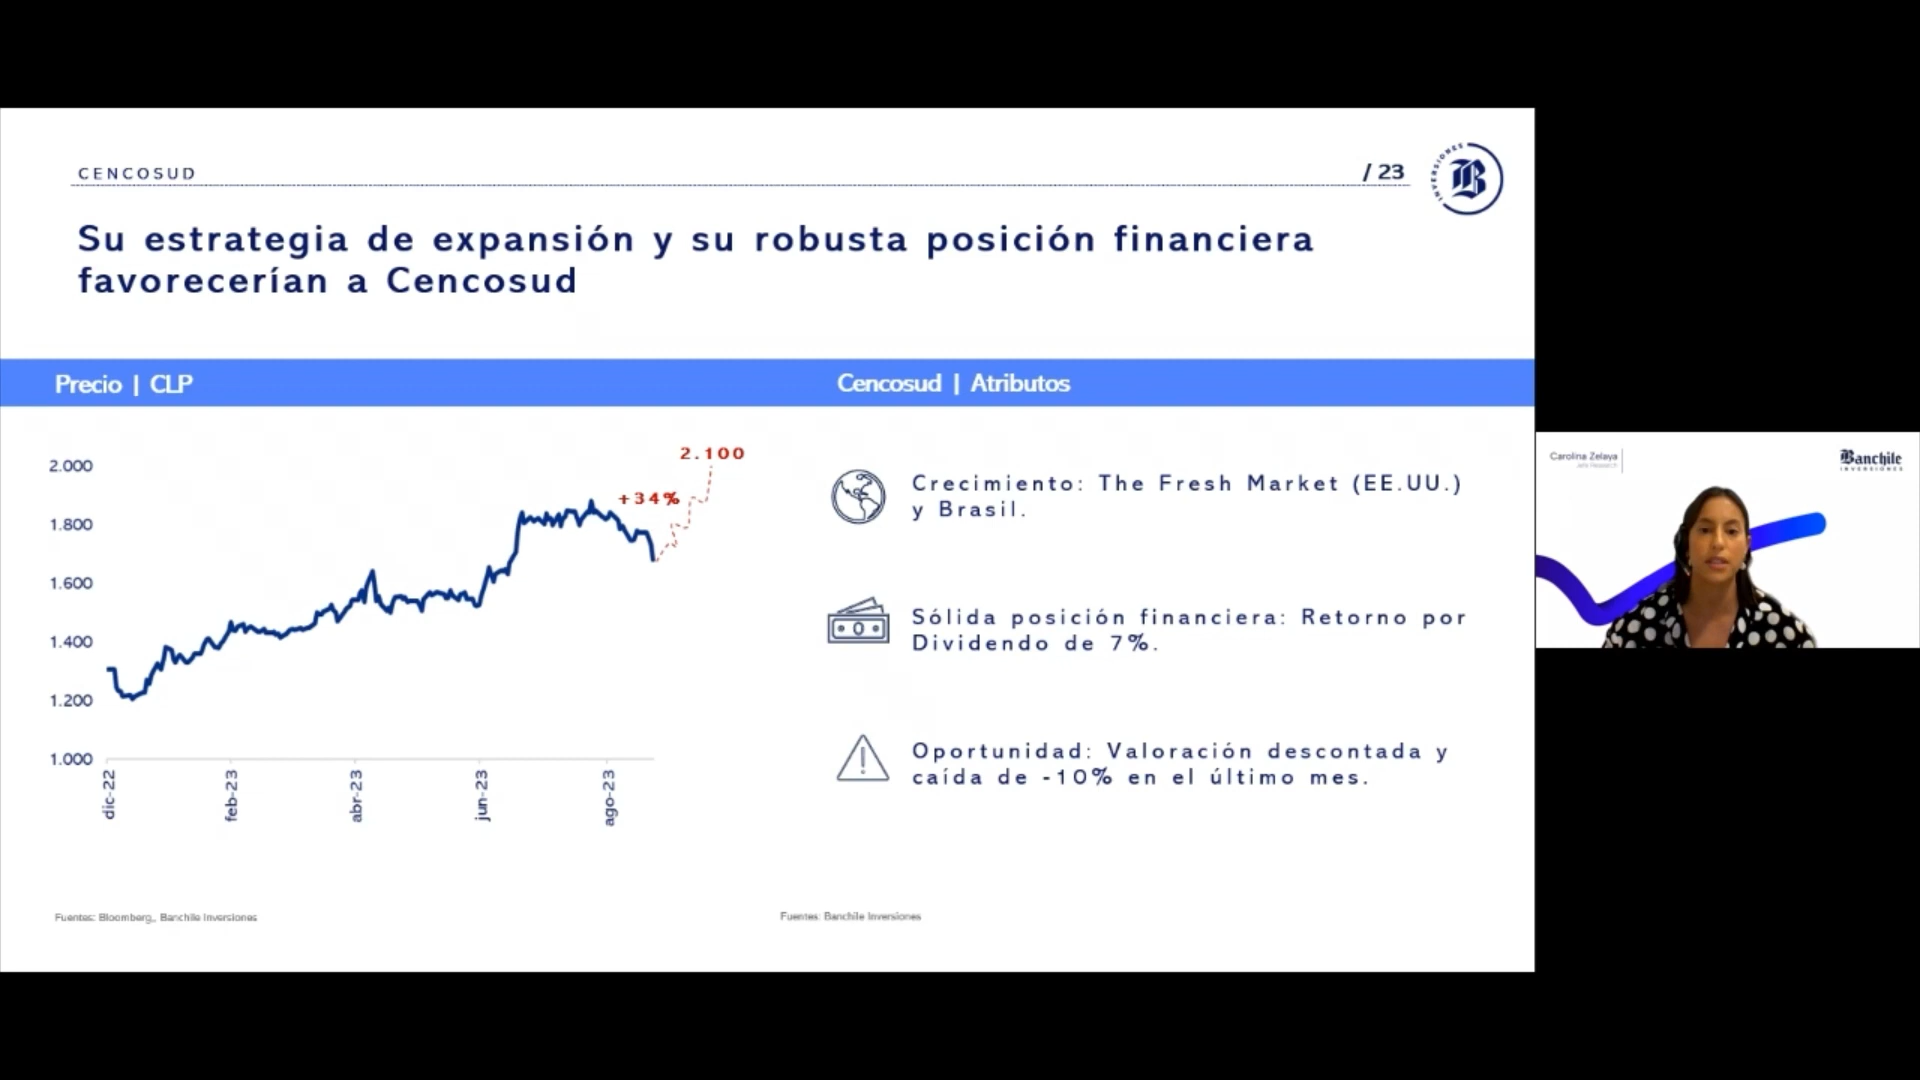 CENCOSUD
/ 23
INVERSIONES
B
Su estrategia de expansión y su robusta posición financiera
favorecerían a Cencosud
Precio | CLP
Cencosud | Atributos
2.000
1.800
1.600
1.400
1.200
1.000
dic-22
feb-23
abr-23
jun-23
ago-23
+34%
2.100
Crecimiento: The Fresh Market (EE.UU.)
y Brasil.
Sólida posición financiera: Retorno por
Dividendo de 7%.
Oportunidad: Valoración descontada y
caída de -10% en el último mes.
Fuentes: Bloomberg,, Banchile Inversiones
Fuentes: Banchile Inversiones
Carolina Zelaya
Banchile
INVERSIONES